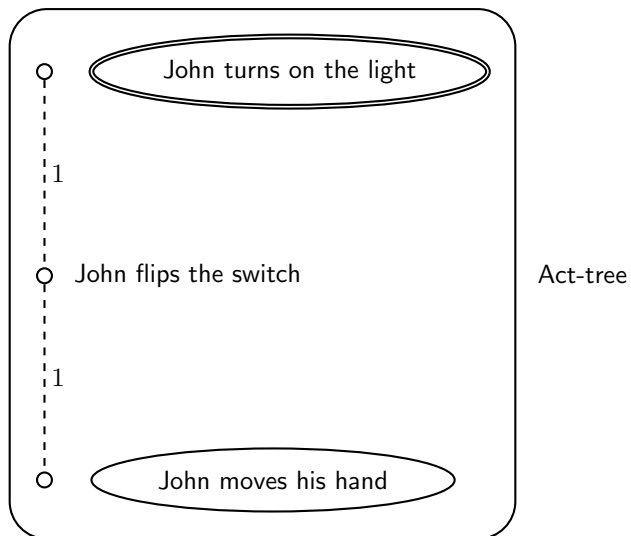 John turns on the light
1
John flips the switch
Act-tree
1
John moves his hand